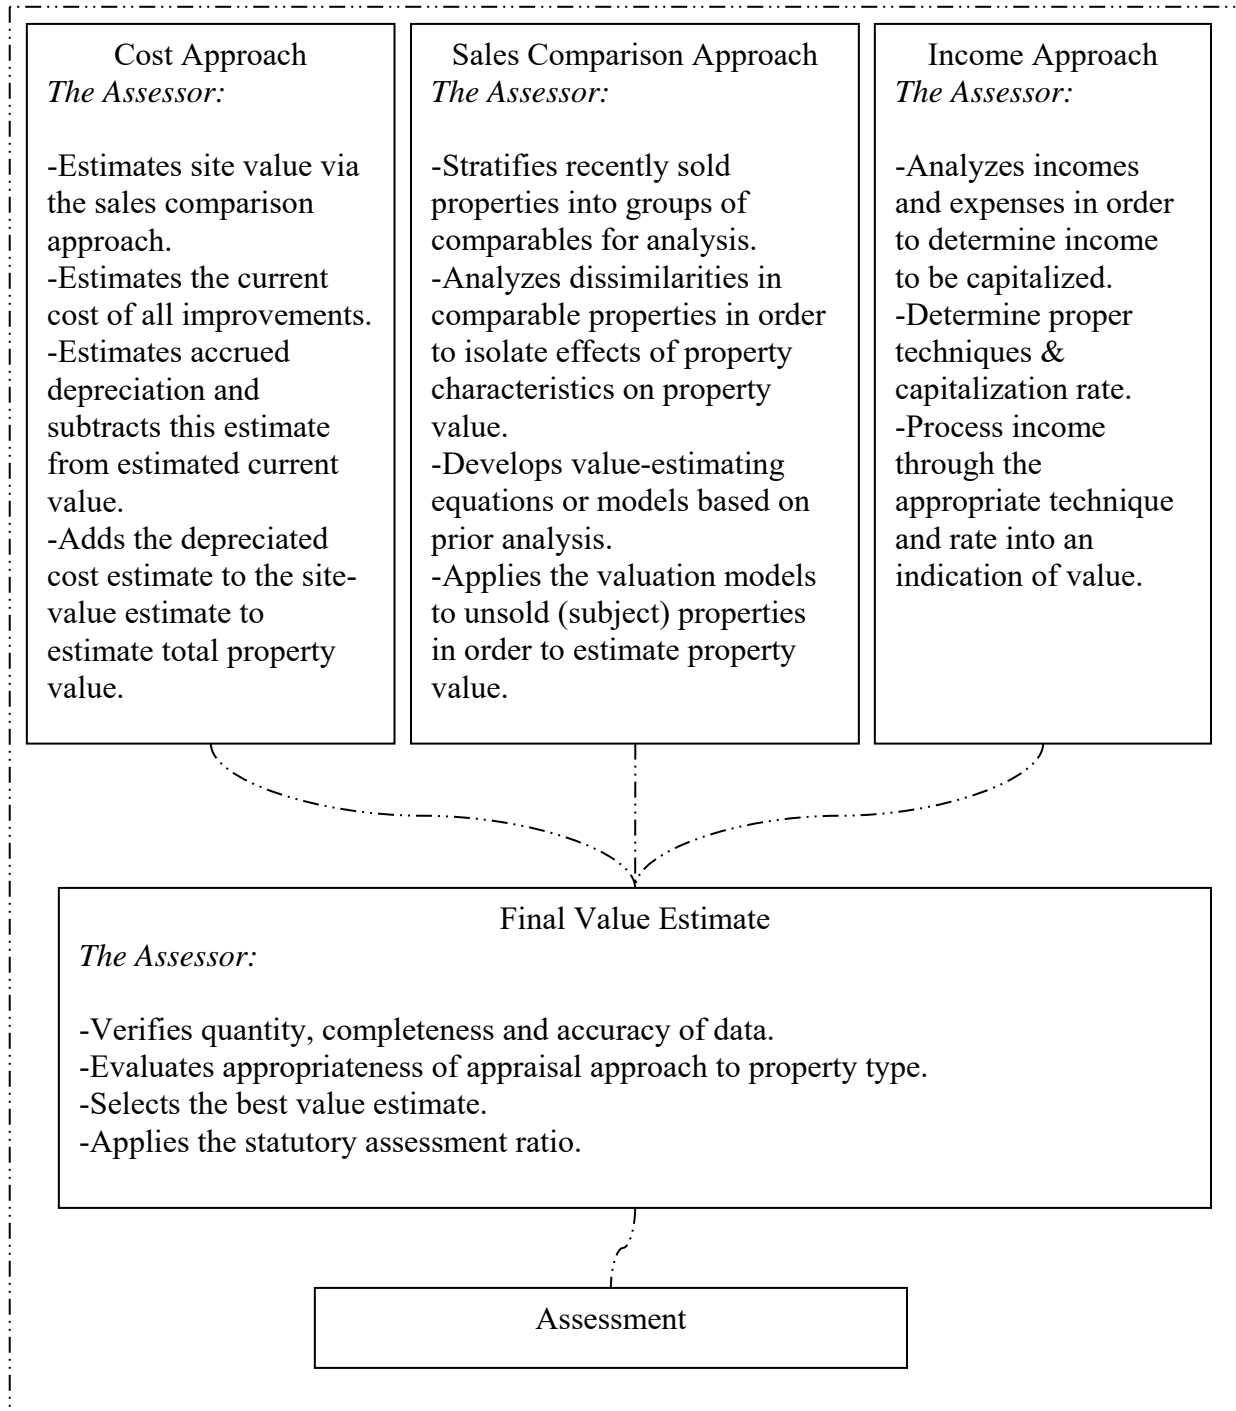 Cost Approach
The Assessor:
-Estimates site value via
the sales comparison
approach.
-Estimates the current
cost of all improvements.
-Estimates accrued
depreciation and
subtracts this estimate
from estimated current
value.
-Adds the depreciated
cost estimate to the site-
value estimate to
estimate total property
value.
Sales Comparison Approach
The Assessor:
-Stratifies recently sold
properties into groups of
comparables for analysis.
-Analyzes dissimilarities in
comparable properties in order
to isolate effects of property
characteristics on property
value.
-Develops value-estimating
equations or models based on
prior analysis.
-Applies the valuation models
to unsold (subject) properties
in order to estimate property
value.
Income Approach
The Assessor:
-Analyzes incomes
and expenses in order
to determine income
to be capitalized.
-Determine proper
techniques &
capitalization rate.
-Process income
through the
appropriate technique
and rate into an
indication of value.
Final Value Estimate
The Assessor:
-Verifies quantity, completeness and accuracy of data.
-Evaluates appropriateness of appraisal approach to property type.
-Selects the best value estimate.
-Applies the statutory assessment ratio.
Assessment